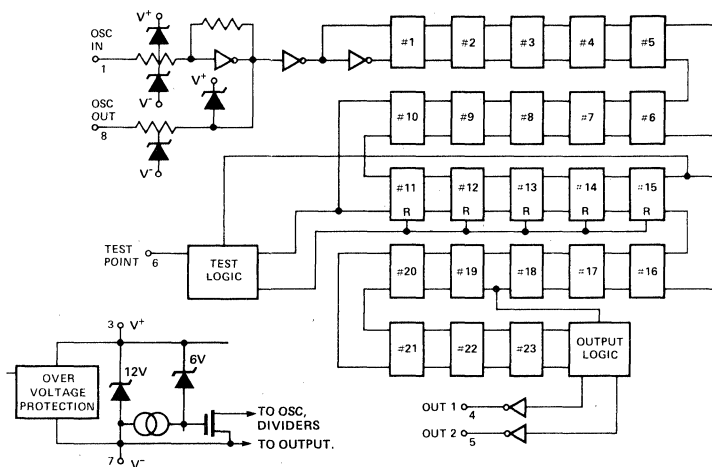 V+
OSC
IN
1
V+
V-
OSC
OUT
8
V-
#1 #2 #3 #4 #5
#10 #9 #8 #7 #6
#11 #12 #13 #14 #15
R R R R R
TEST
POINT
6
TEST
LOGIC
#20 #19 #18 #17 #16
#21 #22 #23
OUTPUT
LOGIC
3 V+
12V
6V
OVER
VOLTAGE
PROTECTION
TO OSC,
DIVIDERS
TO OUTPUT.
7 V-
OUT 1
4
OUT 2
5